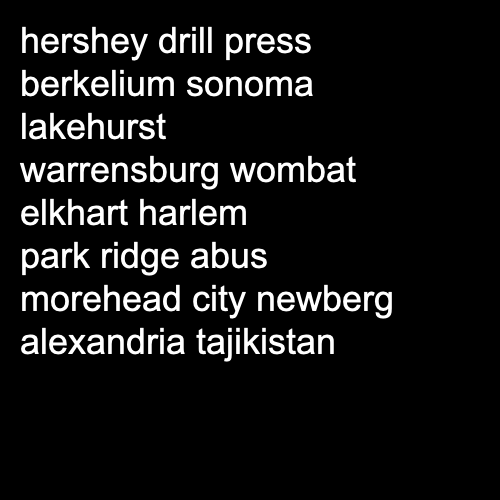 hershey drill press
berkelium sonoma
lakehurst
warrensburg wombat
elkhart harlem
park ridge abus
morehead city newberg
alexandria tajikistan